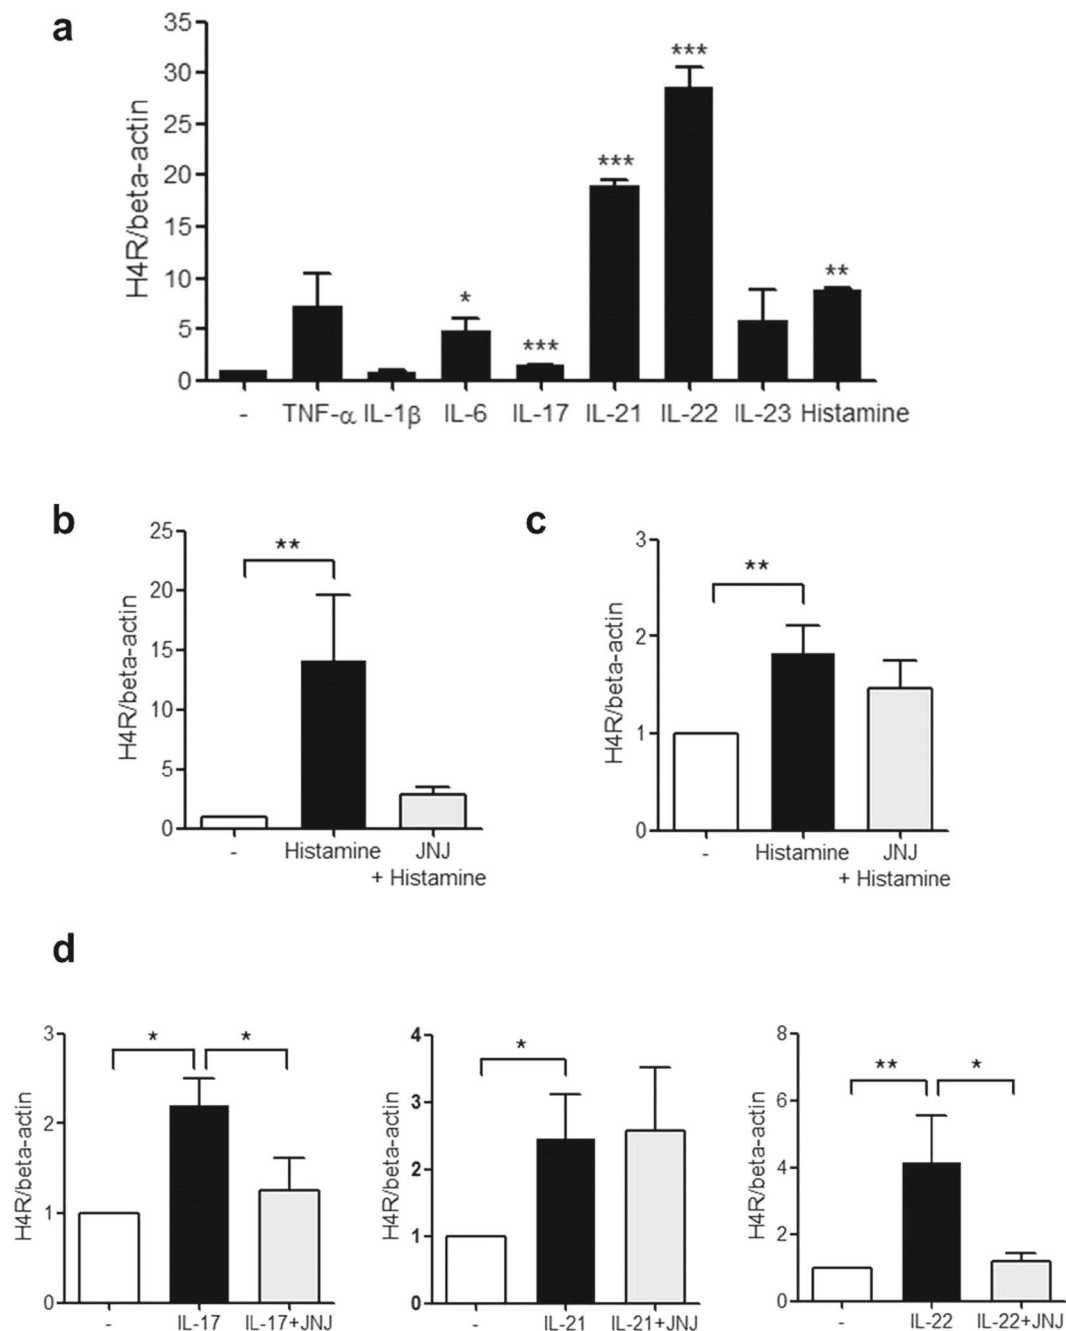 a
H4R/beta-actin
35
30
25
20
15
10
5
0
***
***
**
*
***
- TNF-α IL-1β IL-6 IL-17 IL-21 IL-22 IL-23 Histamine
b
H4R/beta-actin
25
20
15
10
5
0
**
- Histamine JNJ
+ Histamine
c
H4R/beta-actin
3
2
1
0
**
- Histamine JNJ
+ Histamine
d
H4R/beta-actin
3
2
1
0
* *
- IL-17 IL-17+JNJ
H4R/beta-actin
4
3
2
1
0
*
- IL-21 IL-21+JNJ
H4R/beta-actin
8
6
4
2
0
** *
- IL-22 IL-22+JNJ